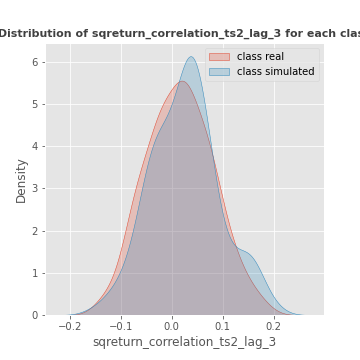 Distribution of sqreturn_correlation_ts2_lag_3 for each clas
class real
class simulated
6
5
4
3
2
1
0
Density
−0.2
−0.1
0.0
0.1
0.2
sqreturn_correlation_ts2_lag_3